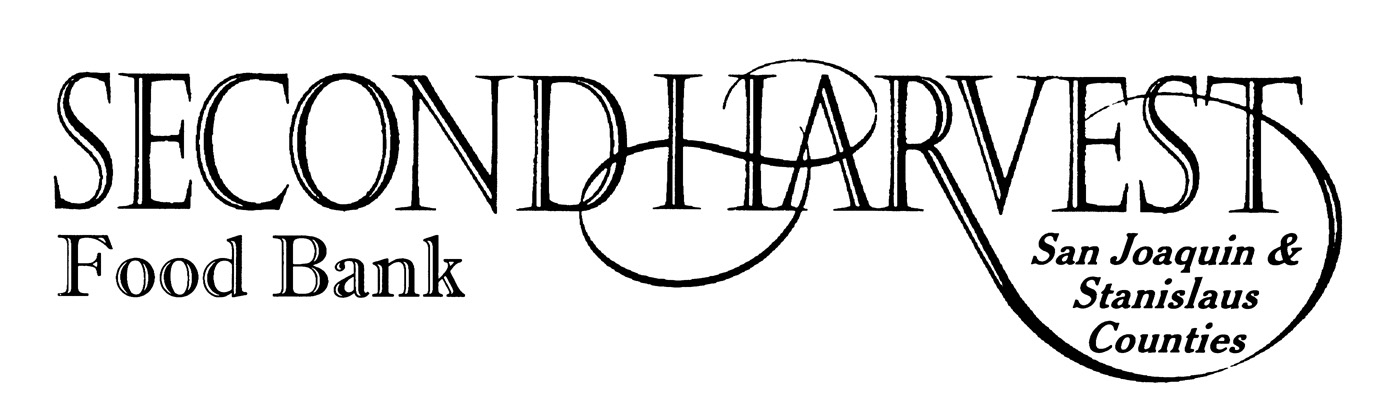 SECOND HARVEST
Food Bank
San Joaquin &
Stanislaus
Counties